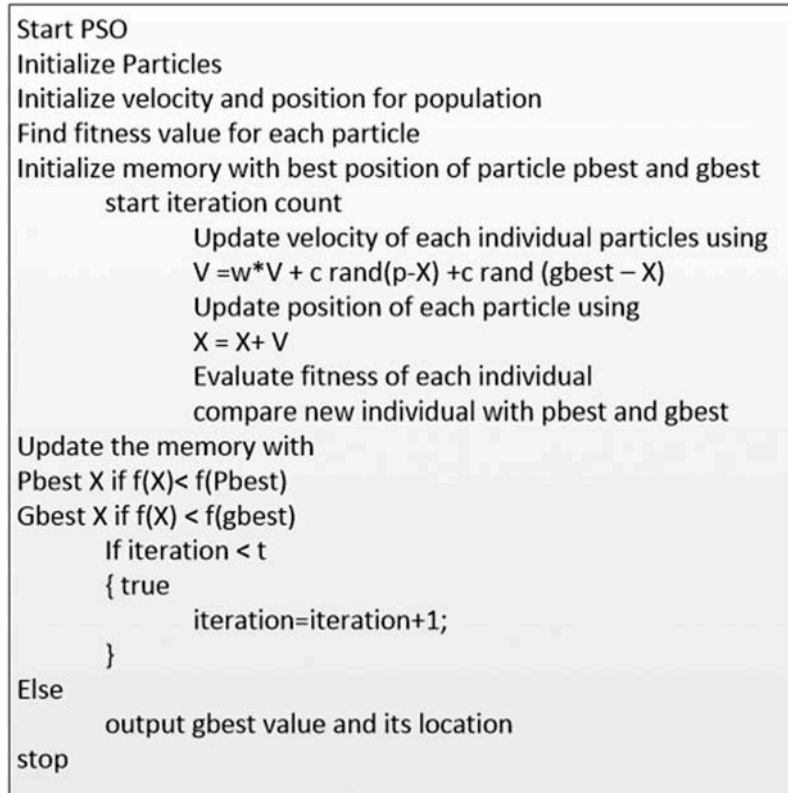 Start PSO
Initialize Particles
Initialize velocity and position for population
Find fitness value for each particle
Initialize memory with best position of particle pbest and gbest
start iteration count
Update velocity of each individual particles using
V =w*V + c rand(p-X) +c rand (gbest – X)
Update position of each particle using
X = X+ V
Evaluate fitness of each individual
compare new individual with pbest and gbest
Update the memory with
Pbest X if f(X)< f(Pbest)
Gbest X if f(X) < f(gbest)
If iteration < t
{ true
iteration=iteration+1;
}
Else
output gbest value and its location
stop